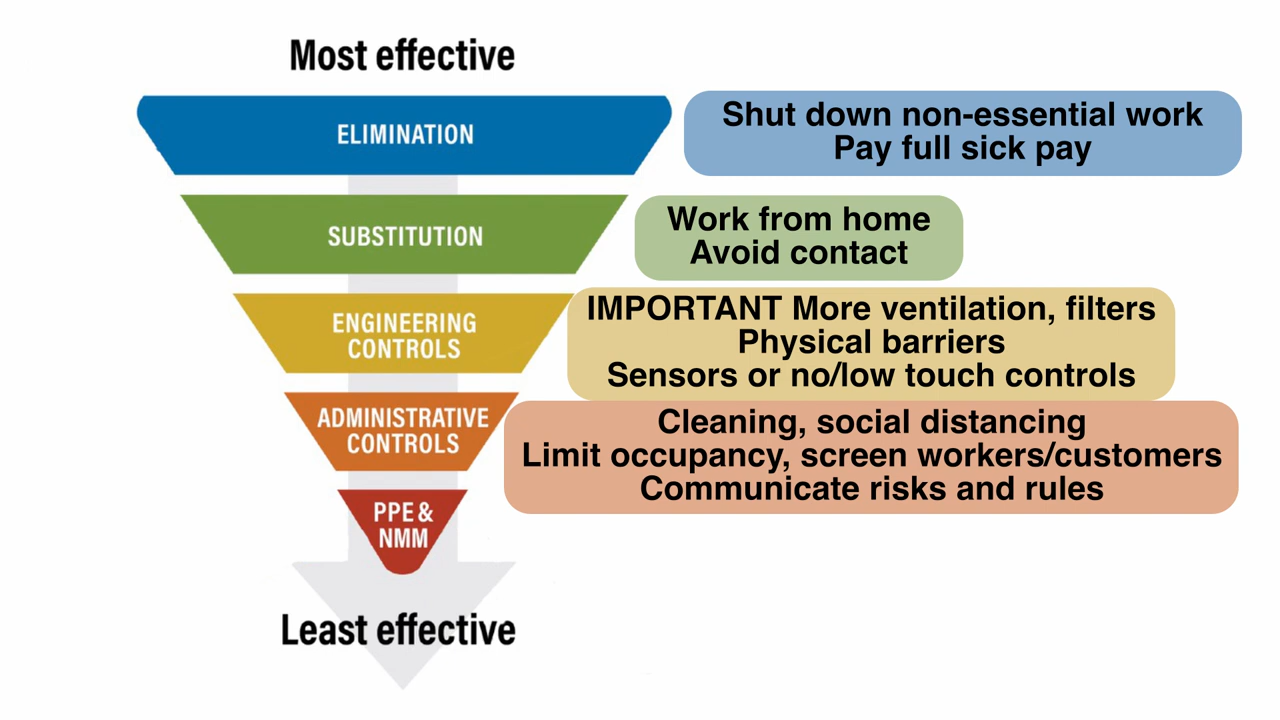 Most effective
ELIMINATION
Shut down non-essential work
Pay full sick pay
SUBSTITUTION
Work from home
Avoid contact
ENGINEERING
CONTROLS
IMPORTANT More ventilation, filters
Physical barriers
Sensors or no/low touch controls
ADMINISTRATIVE
CONTROLS
Cleaning, social distancing
Limit occupancy, screen workers/customers
Communicate risks and rules
PPE &
NMM
Least effective